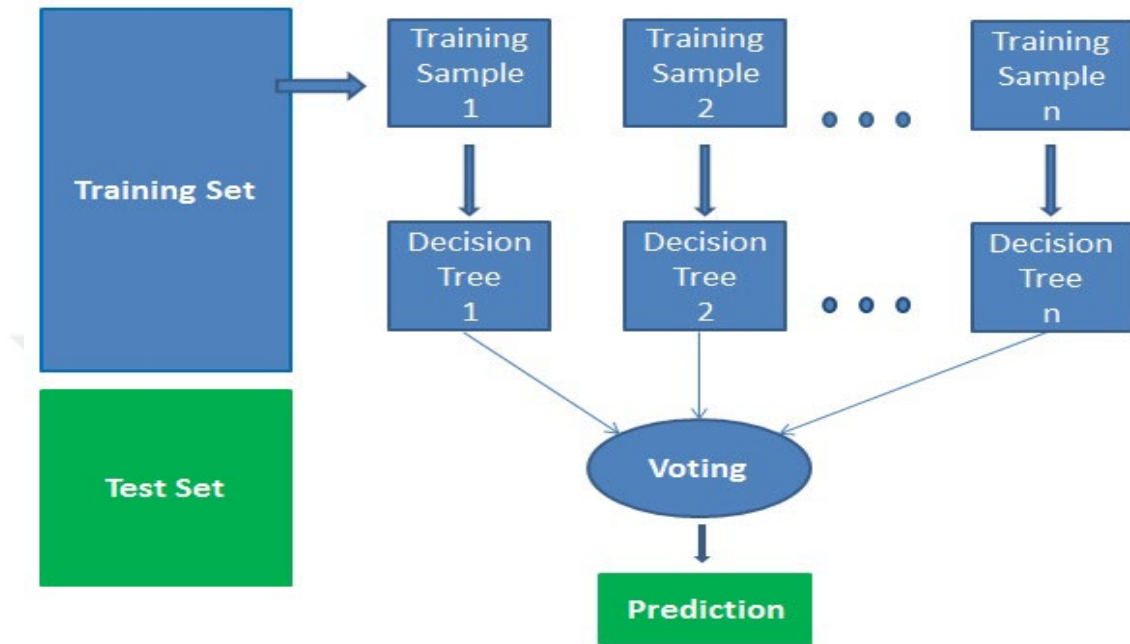 Training Set
Test Set
Training
Sample
1
Training
Sample
2
Training
Sample
n
Decision
Tree
1
Decision
Tree
2
Decision
Tree
n
Voting
Prediction